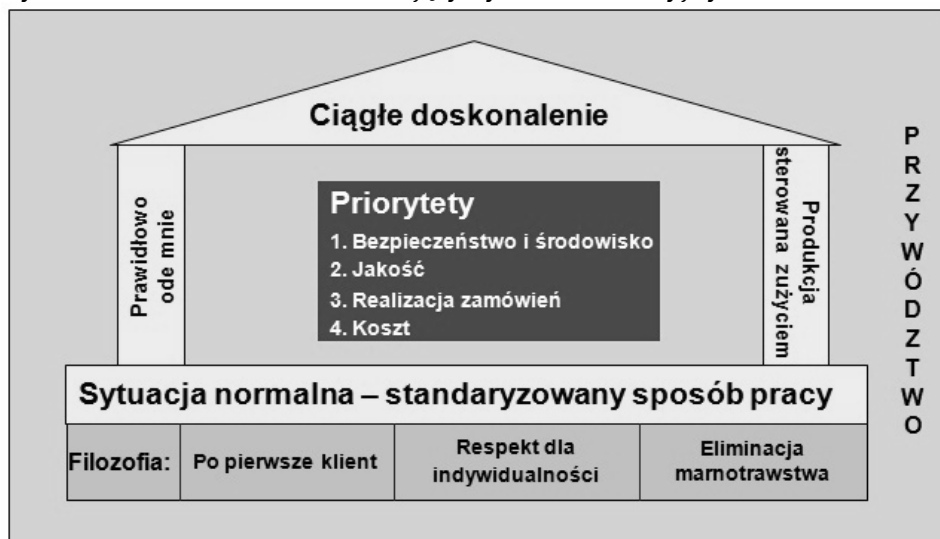 Ciągłe doskonalenie
Prawidłowo
ode mnie
Priorytety
1. Bezpieczeństwo i środowisko
2. Jakość
3. Realizacja zamówień
4. Koszt
Produkcja
sterowana zużyciem
PRZYWÓDZTWO
Sytuacja normalna – standaryzowany sposób pracy
Filozofia:
Po pierwsze klient
Respekt dla
indywidualności
Eliminacja
marnotrawstwa